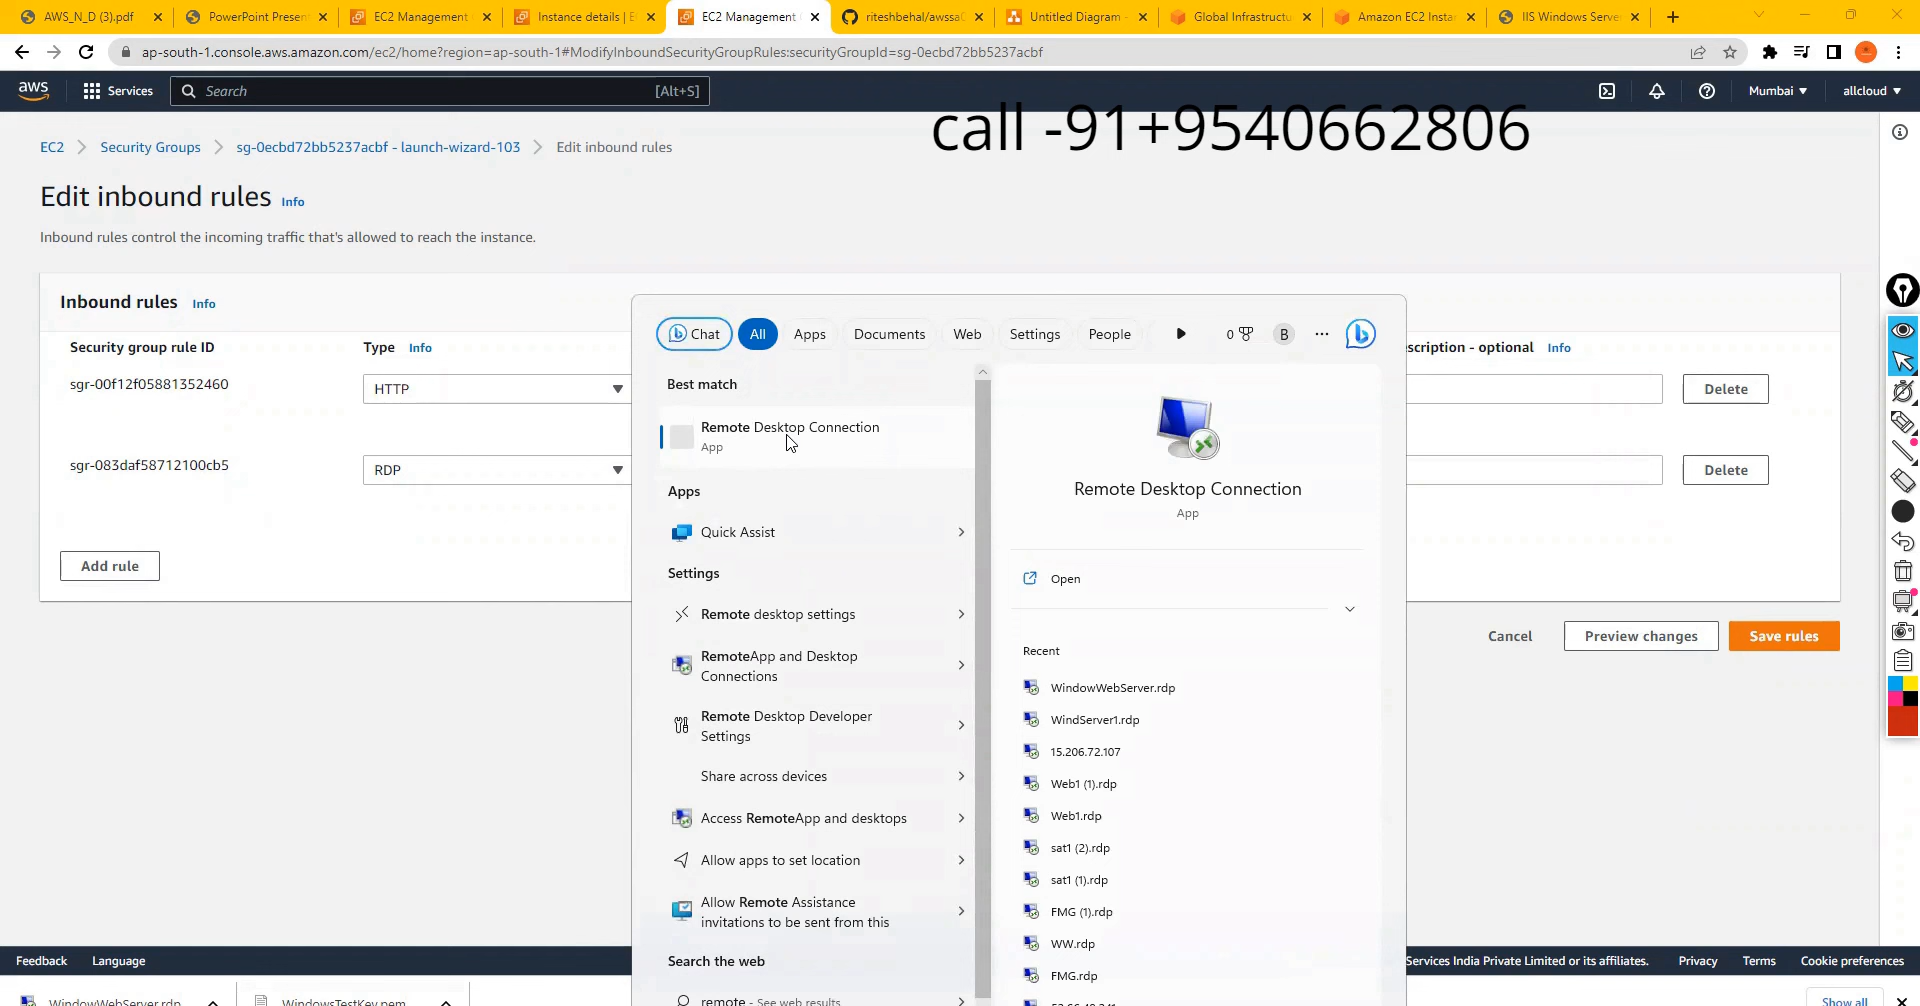 AWS_N_D (3).pdf
PowerPoint Presen
EC2 Management
Instance details | E
EC2 Management
riteshbehal/awssa
Untitled Diagram -
Global Infrastructu
Amazon EC2 Insta
IIS Windows Serve
ap-south-1.console.aws.amazon.com/ec2/home?region=ap-south-1#ModifyInboundSecurityGroupRules:securityGroupId=sg-0ecbd72bb5237acbf
aws
Services
Search
[Alt+S]
Mumbai
allcloud
call -91+9540662806
EC2
Security Groups
sg-0ecbd72bb5237acbf - launch-wizard-103
Edit inbound rules
Edit inbound rules Info
Inbound rules control the incoming traffic that's allowed to reach the instance.
Inbound rules Info
Security group rule ID
Type Info
scription - optional Info
sgr-00f12f05881352460
HTTP
Delete
sgr-083daf58712100cb5
RDP
Delete
Add rule
Cancel
Preview changes
Save rules
Chat
All
Apps
Documents
Web
Settings
People
0
B
Best match
Remote Desktop Connection
App
Apps
Quick Assist
Settings
Remote desktop settings
RemoteApp and Desktop
Connections
Remote Desktop Developer
Settings
Share across devices
Access RemoteApp and desktops
Allow apps to set location
Allow Remote Assistance
invitations to be sent from this
Search the web
remote - See web results
Remote Desktop Connection
App
Open
Recent
WindowWebServer.rdp
WindServer1.rdp
15.206.72.107
Web1 (1).rdp
Web1.rdp
sat1 (2).rdp
sat1 (1).rdp
FMG (1).rdp
WW.rdp
FMG.rdp
Feedback
Language
Services India Private Limited or its affiliates.
Privacy
Terms
Cookie preferences
WindowWebServer.rdp
WindowsTestKey.pem
Show all